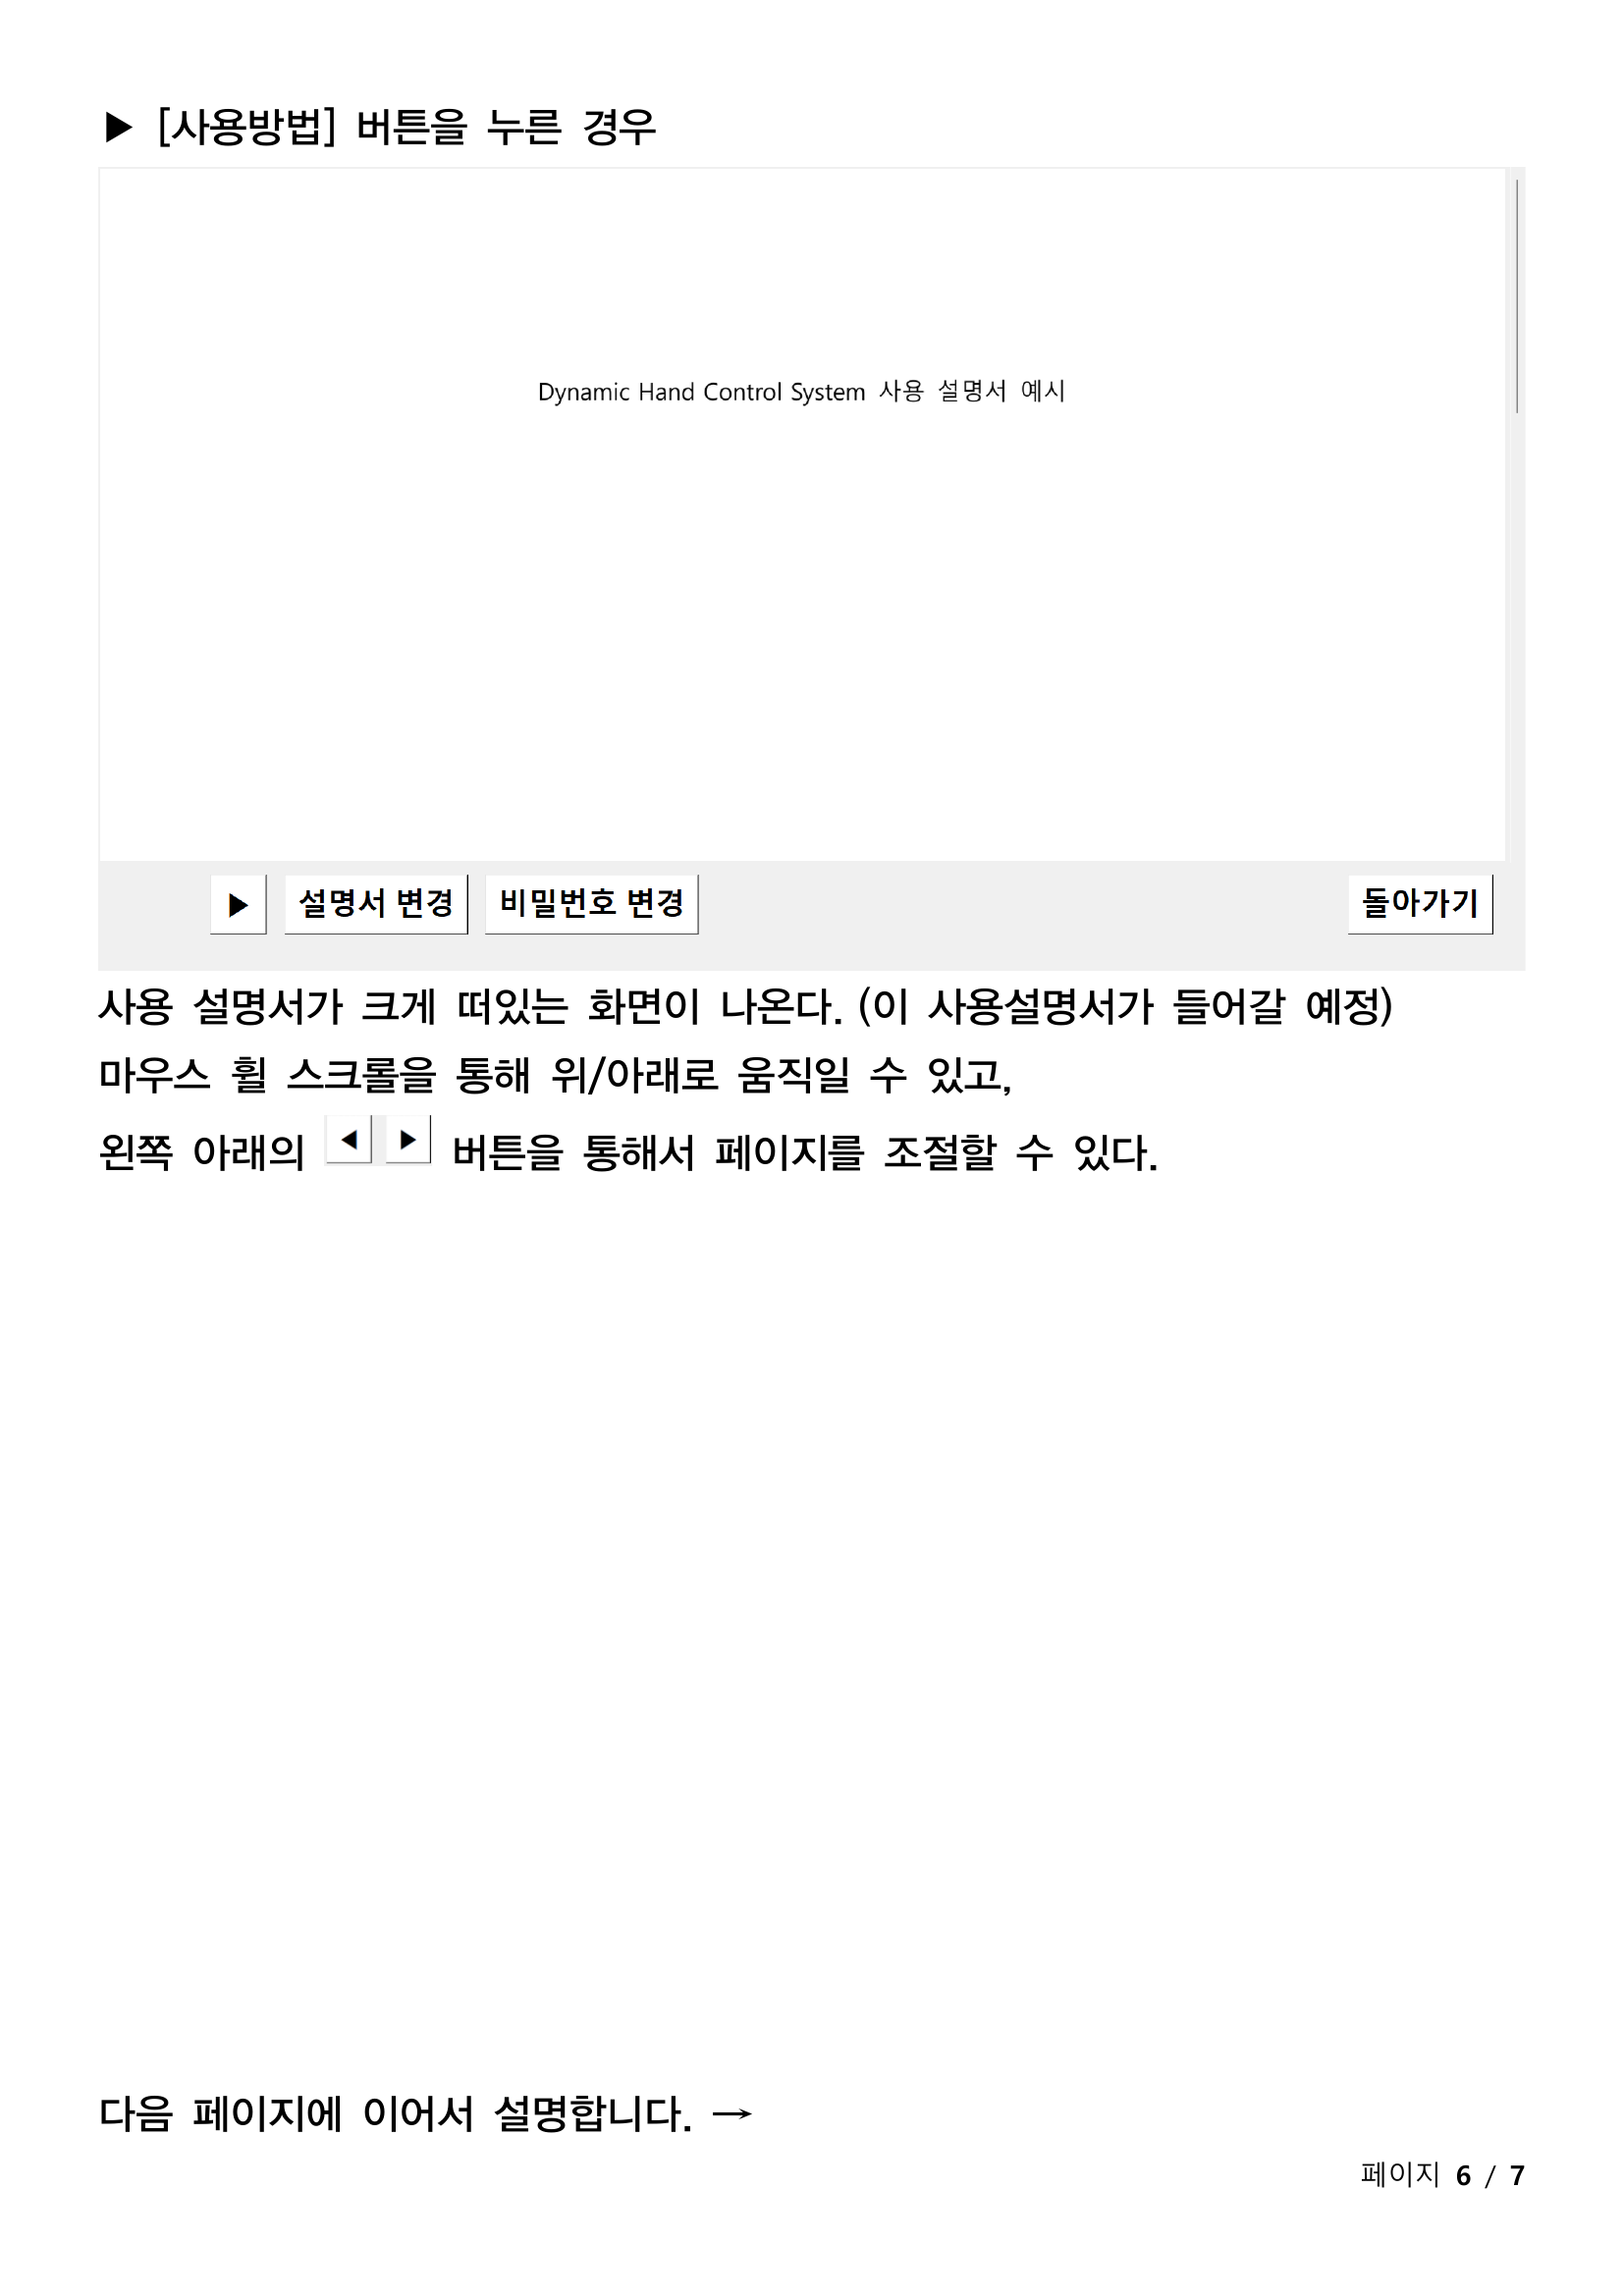 ▶ [사용방법] 버튼을 누른 경우
Dynamic Hand Control System 사용 설명서 예시
▶ 설명서 변경 비밀번호 변경 돌아가기
사용 설명서가 크게 떠있는 화면이 나온다. (이 사용설명서가 들어갈 예정)
마우스 휠 스크롤을 통해 위/아래로 움직일 수 있고,
왼쪽 아래의 ◀ ▶ 버튼을 통해서 페이지를 조절할 수 있다.
다음 페이지에 이어서 설명합니다. →
페이지 6 / 7